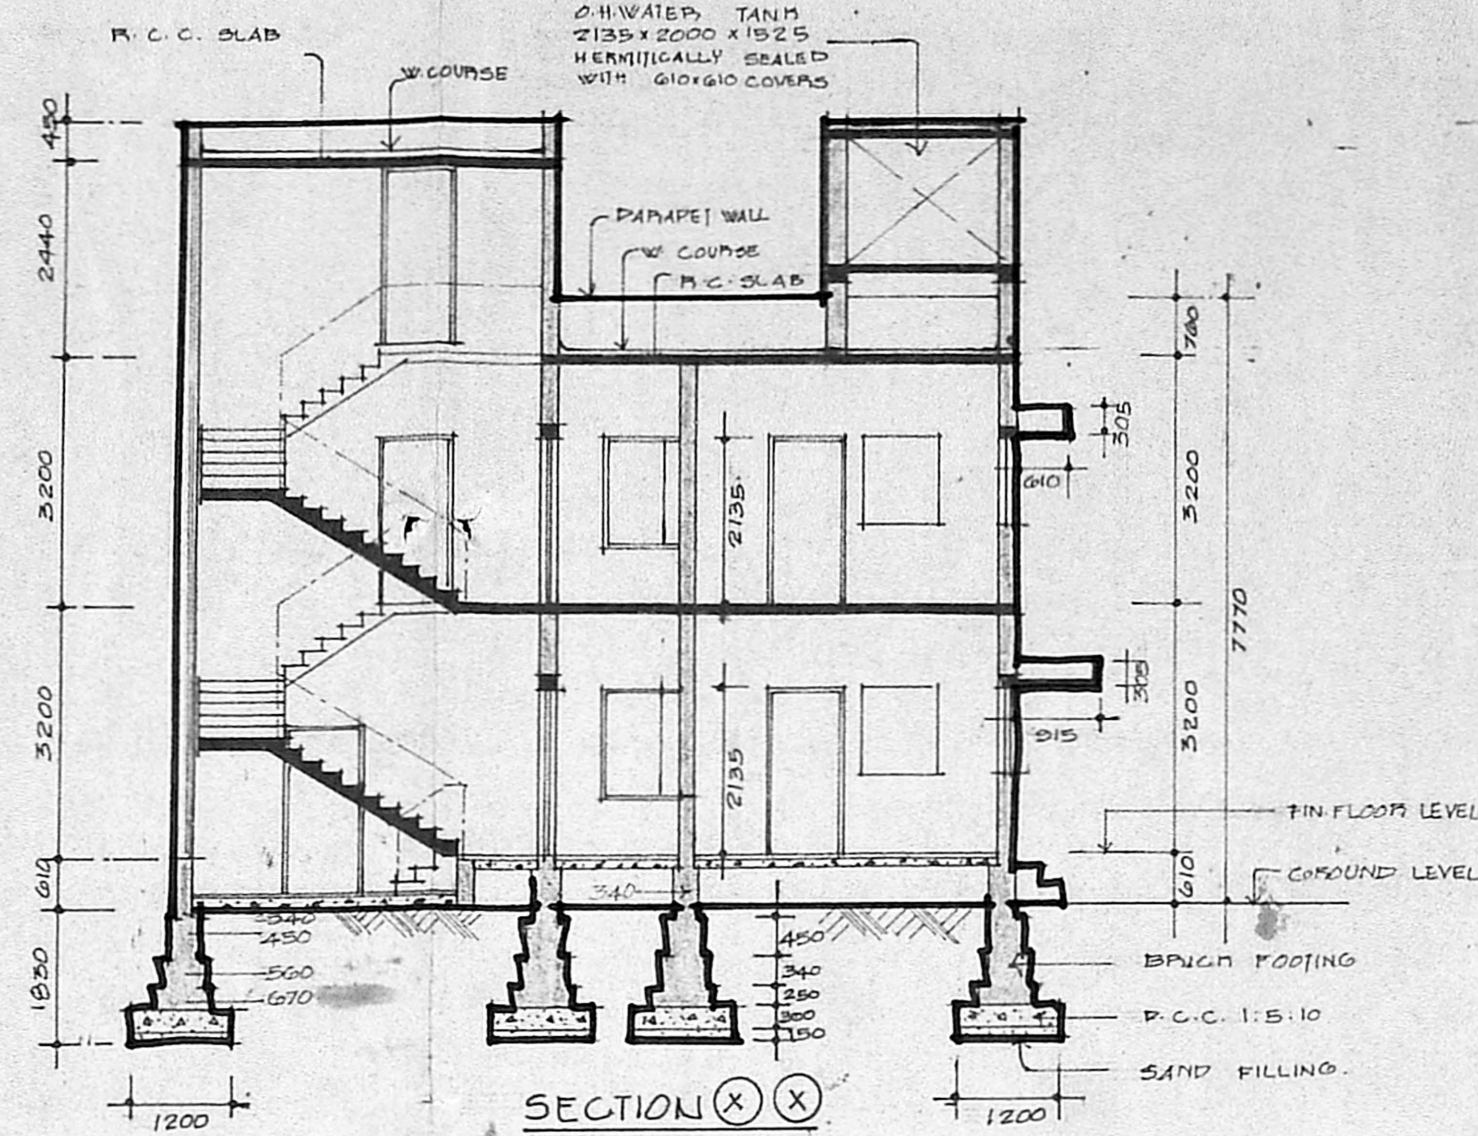 R.C.C. SLAB
W.COURSE
O.H.WATER TANK
2135 x 2000 x 1525
HERMITICALLY SEALED
WITH 610x610 COVERS
450
2440
3200
3200
610
1830
PARAPET WALL
W. COURSE
R.C. SLAB
760
305
610
3200
7770
2135
305
915
3200
2135
FIN.FLOOR LEVEL
610
GROUND LEVEL
340
340
450
560
670
450
340
250
300
150
BRICK FOOTING
P.C.C. 1:5:10
SAND FILLING.
1200
1200
SECTION X X